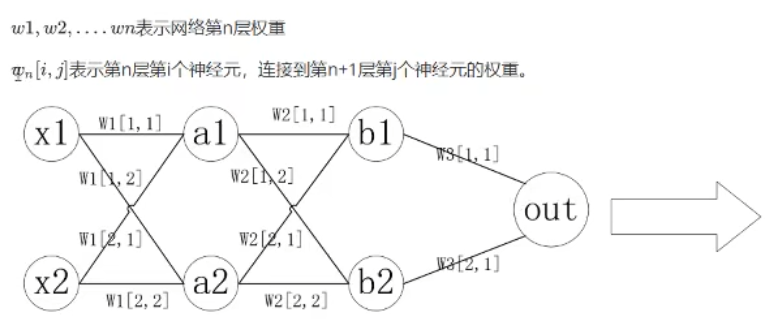 w1, w2, .... wn表示网络第n层权重
w_n[i, j]表示第n层第i个神经元，连接到第n+1层第j个神经元的权重。
x1 W1[1,1] a1 W2[1,1] b1
W3[1,1]
W1[1,2] W2[1,2]
out
W1[2,1] W2[2,1]
W3[2,1]
x2 W1[2,2] a2 W2[2,2] b2